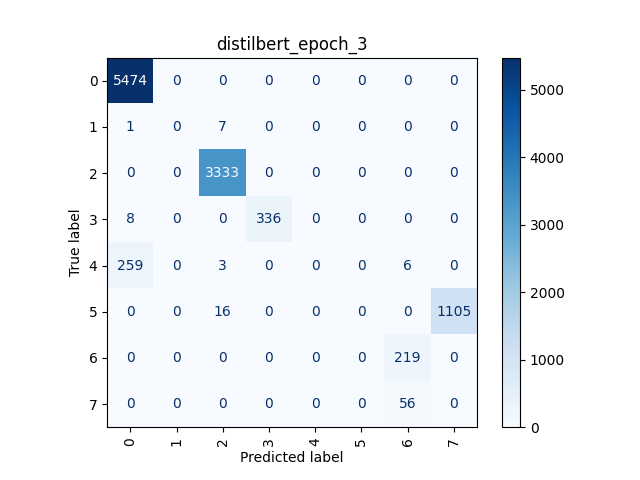 distilbert_epoch_3
0 5474 0 0 0 0 0 0 0
1 1 0 7 0 0 0 0 0
2 0 0 3333 0 0 0 0 0
3 8 0 0 336 0 0 0 0
4 259 0 3 0 0 0 6 0
5 0 0 16 0 0 0 0 1105
6 0 0 0 0 0 0 219 0
7 0 0 0 0 0 0 56 0
0 1 2 3 4 5 6 7
True label
Predicted label
5000
4000
3000
2000
1000
0